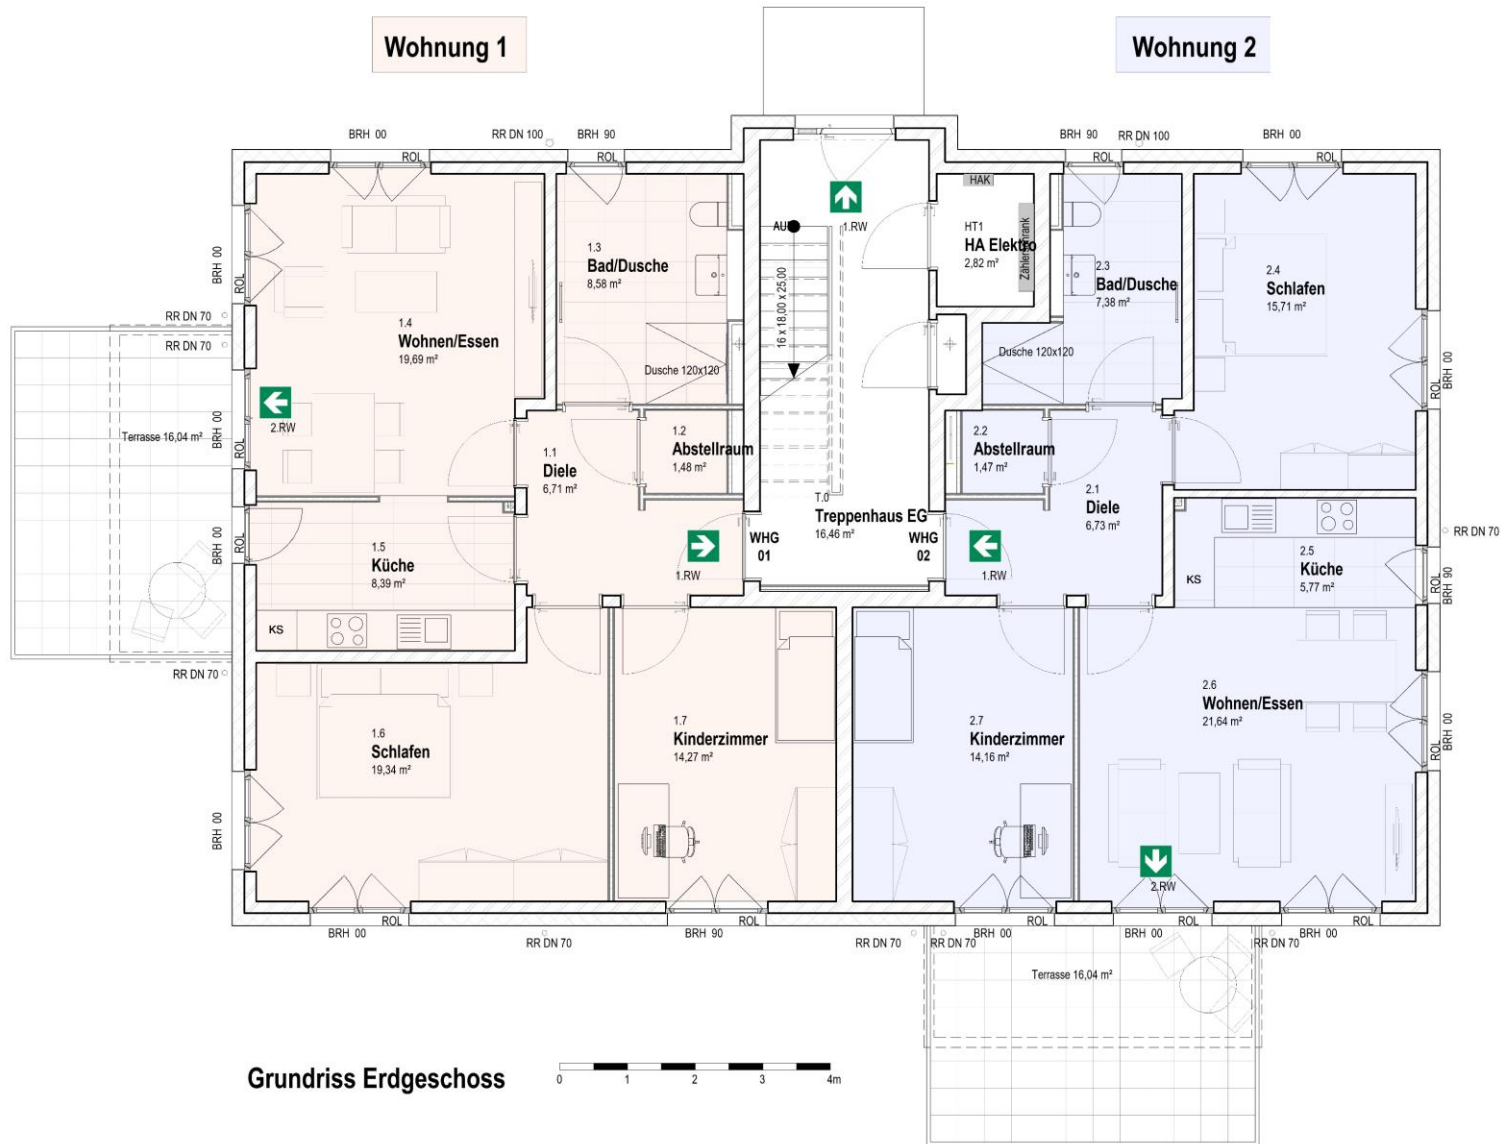 Wohnung 1
Wohnung 2
BRH 00
RR DN 100
BRH 90
BRH 90
RR DN 100
BRH 00
ROL
ROL
ROL
ROL
HAK
AUF
1.RW
HT1
HA Elektro
2,82 m²
Zählerschrank
1.3
Bad/Dusche
8,58 m²
2.3
Bad/Dusche
7,38 m²
2.4
Schlafen
15,71 m²
BRH 00
ROL
RR DN 70
RR DN 70
1.4
Wohnen/Essen
19,69 m²
16 x 18,00 x 25,00
Dusche 120x120
Dusche 120x120
BRH 00
ROL
2.RW
Terrasse 16,04 m²
BRH 00
ROL
1.1
Diele
6,71 m²
1.2
Abstellraum
1,48 m²
2.2
Abstellraum
1,47 m²
2.1
Diele
6,73 m²
T.0
Treppenhaus EG
16,46 m²
WHG
01
WHG
02
1.RW
1.RW
BRH 00
ROL
1.5
Küche
8,39 m²
KS
2.5
Küche
5,77 m²
KS
RR DN 70
BRH 90
ROL
RR DN 70
1.6
Schlafen
19,34 m²
1.7
Kinderzimmer
14,27 m²
2.7
Kinderzimmer
14,16 m²
2.6
Wohnen/Essen
21,64 m²
BRH 00
ROL
BRH 00
2.RW
ROL
ROL
ROL
ROL
ROL
BRH 00
RR DN 70
BRH 90
RR DN 70
RR DN 70
BRH 00
BRH 00
RR DN 70
BRH 00
Terrasse 16,04 m²
Grundriss Erdgeschoss
0
1
2
3
4m